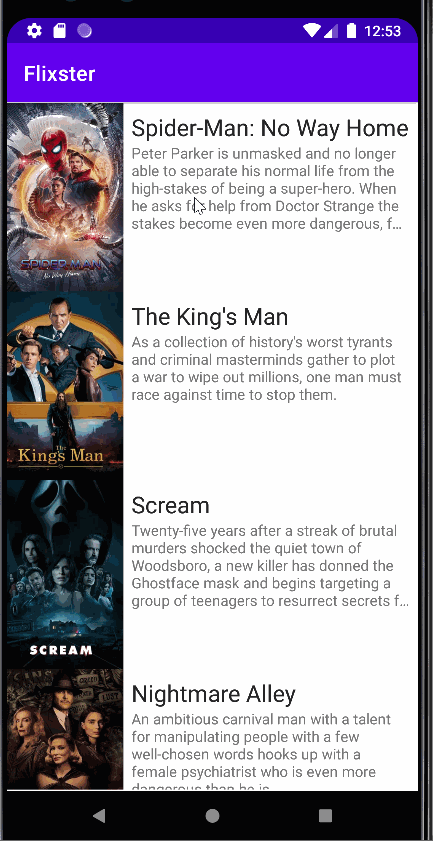 12:53
Flixster
Spider-Man: No Way Home
Peter Parker is unmasked and no longer
able to separate his normal life from the
high-stakes of being a super-hero. When
he asks for help from Doctor Strange the
stakes become even more dangerous, f…
SPIDER-MAN
No Way Home
The King's Man
As a collection of history's worst tyrants
and criminal masterminds gather to plot
a war to wipe out millions, one man must
race against time to stop them.
The
King's Man
Scream
Twenty-five years after a streak of brutal
murders shocked the quiet town of
Woodsboro, a new killer has donned the
Ghostface mask and begins targeting a
group of teenagers to resurrect secrets f…
SCREAM
Nightmare Alley
An ambitious carnival man with a talent
for manipulating people with a few
well-chosen words hooks up with a
female psychiatrist who is even more
dangerous than he is.